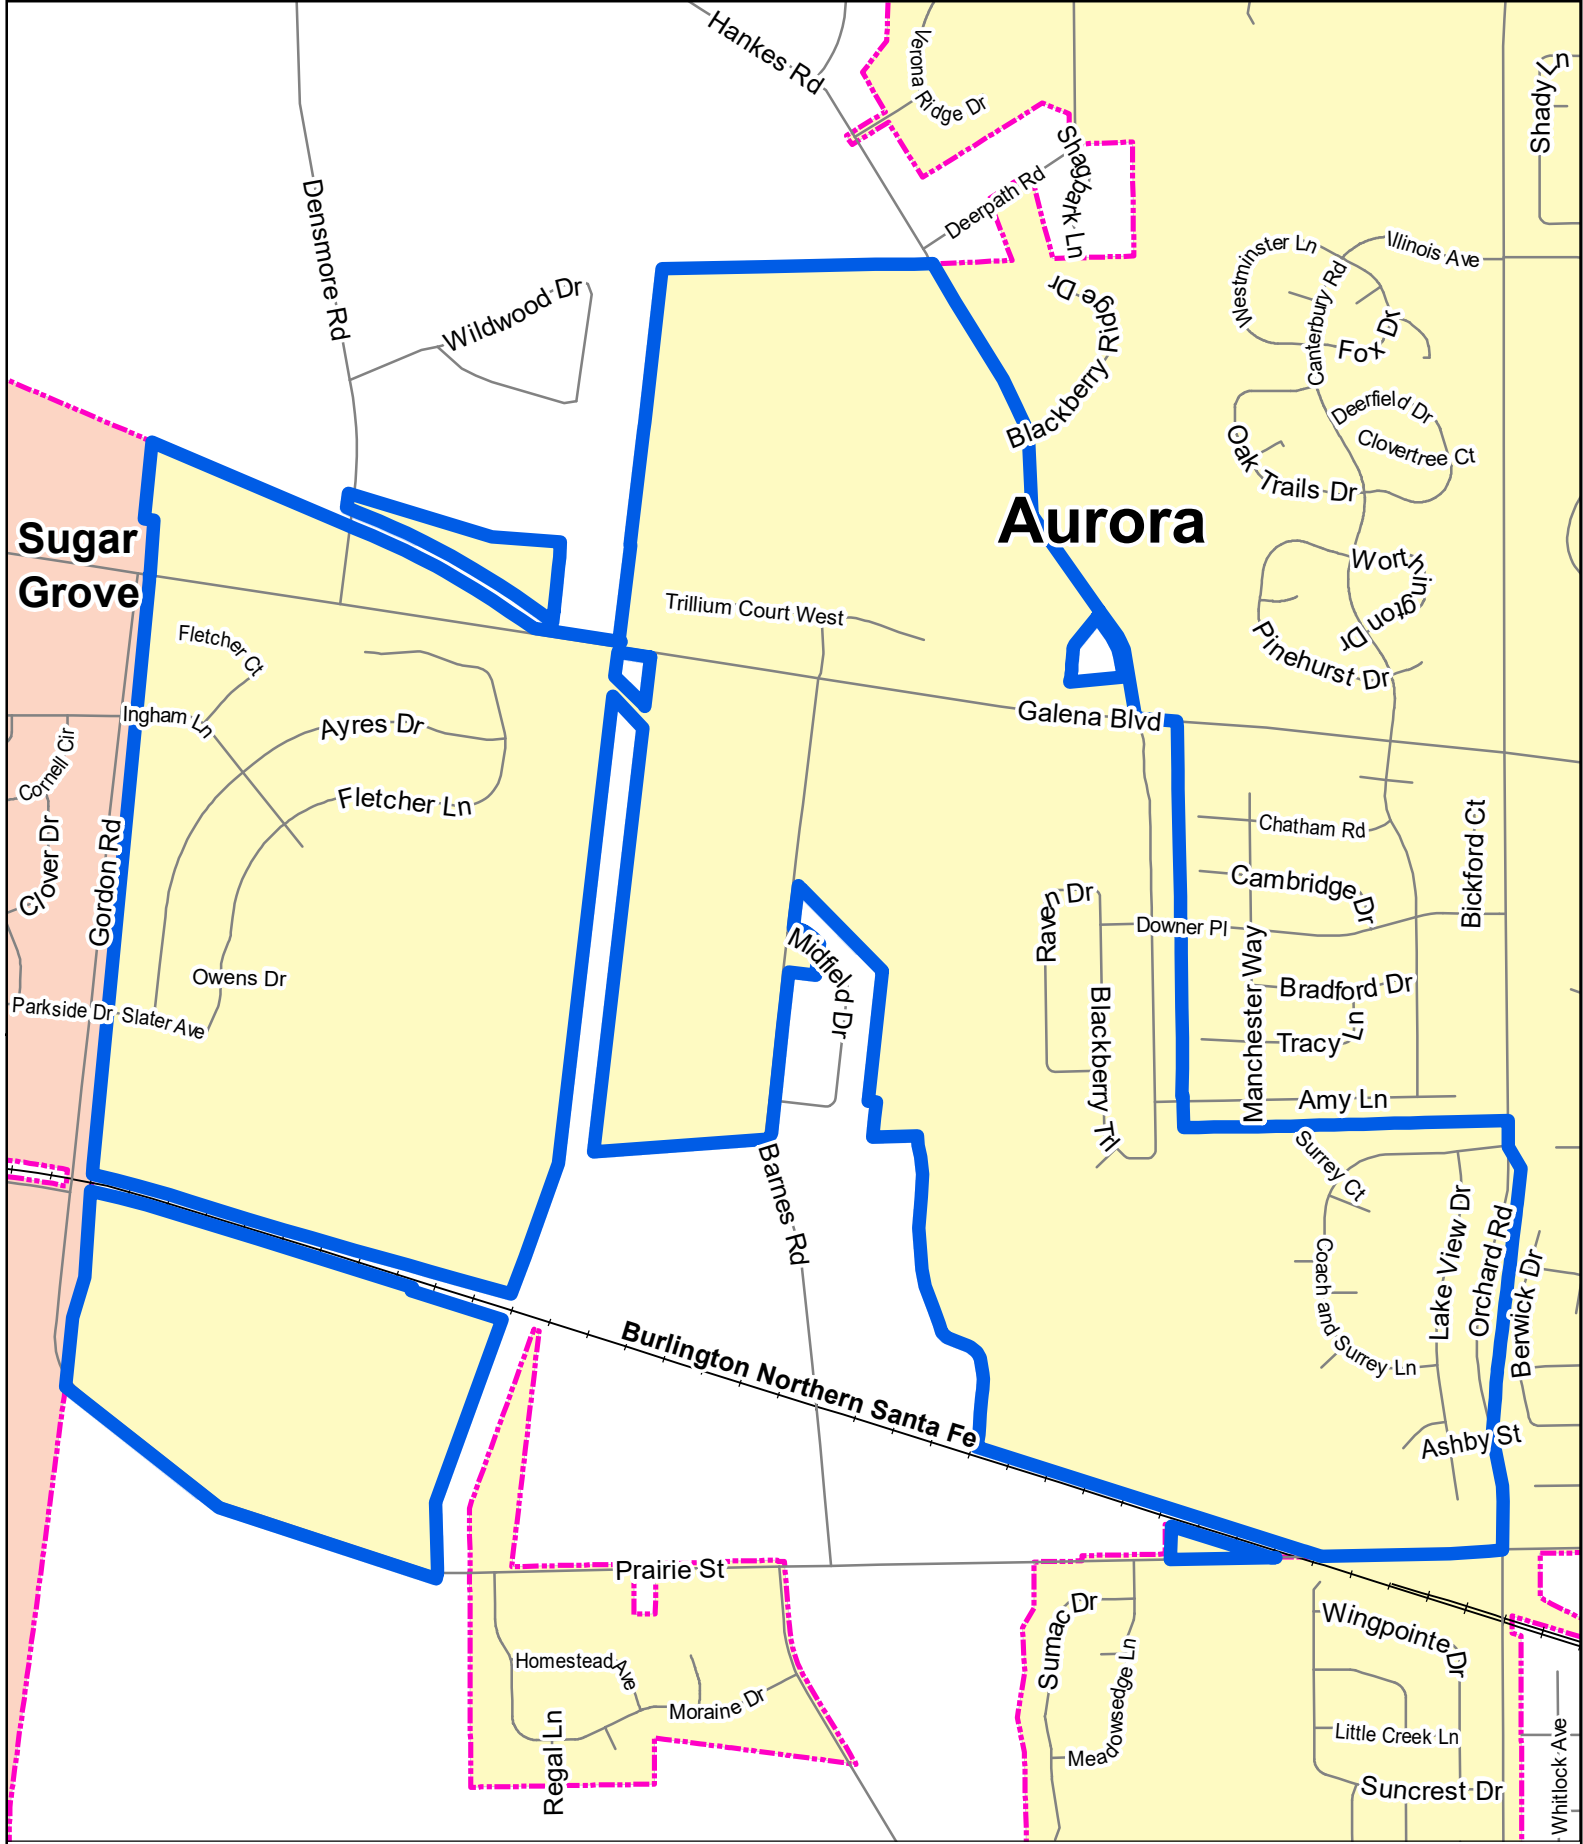 Hankes Rd
Verona Ridge Dr
Shady Ln
Shagbark Ln
Deerpath Rd
Densmore Rd
Wildwood Dr
Westminster Ln
Illinois Ave
Canterbury Rd
Fox Dr
Blackberry Ridge Dr
Deerfield Dr
Clovertree Ct
Oak Trails Dr
Aurora
Sugar
Grove
Worthington Dr
Pinehurst Dr
Trillium Court West
Fletcher Ct
Ingham Ln
Ayres Dr
Galena Blvd
Cornell Cir
Fletcher Ln
Clover Dr
Gordon Rd
Chatham Rd
Bickford Ct
Cambridge Dr
Raven Dr
Downer Pl
Midfield Dr
Manchester Way
Owens Dr
Bradford Dr
Parkside Dr
Slater Ave
Blackberry Trl
Tracy Ln
Amy Ln
Surrey Ct
Barnes Rd
Lake View Dr
Orchard Rd
Berwick Dr
Coach and Surrey Ln
Burlington Northern Santa Fe
Ashby St
Prairie St
Sumac Dr
Wingpointe Dr
Homestead Ave
Meadowsedge Ln
Moraine Dr
Regal Ln
Little Creek Ln
Suncrest Dr
Whitlock Ave